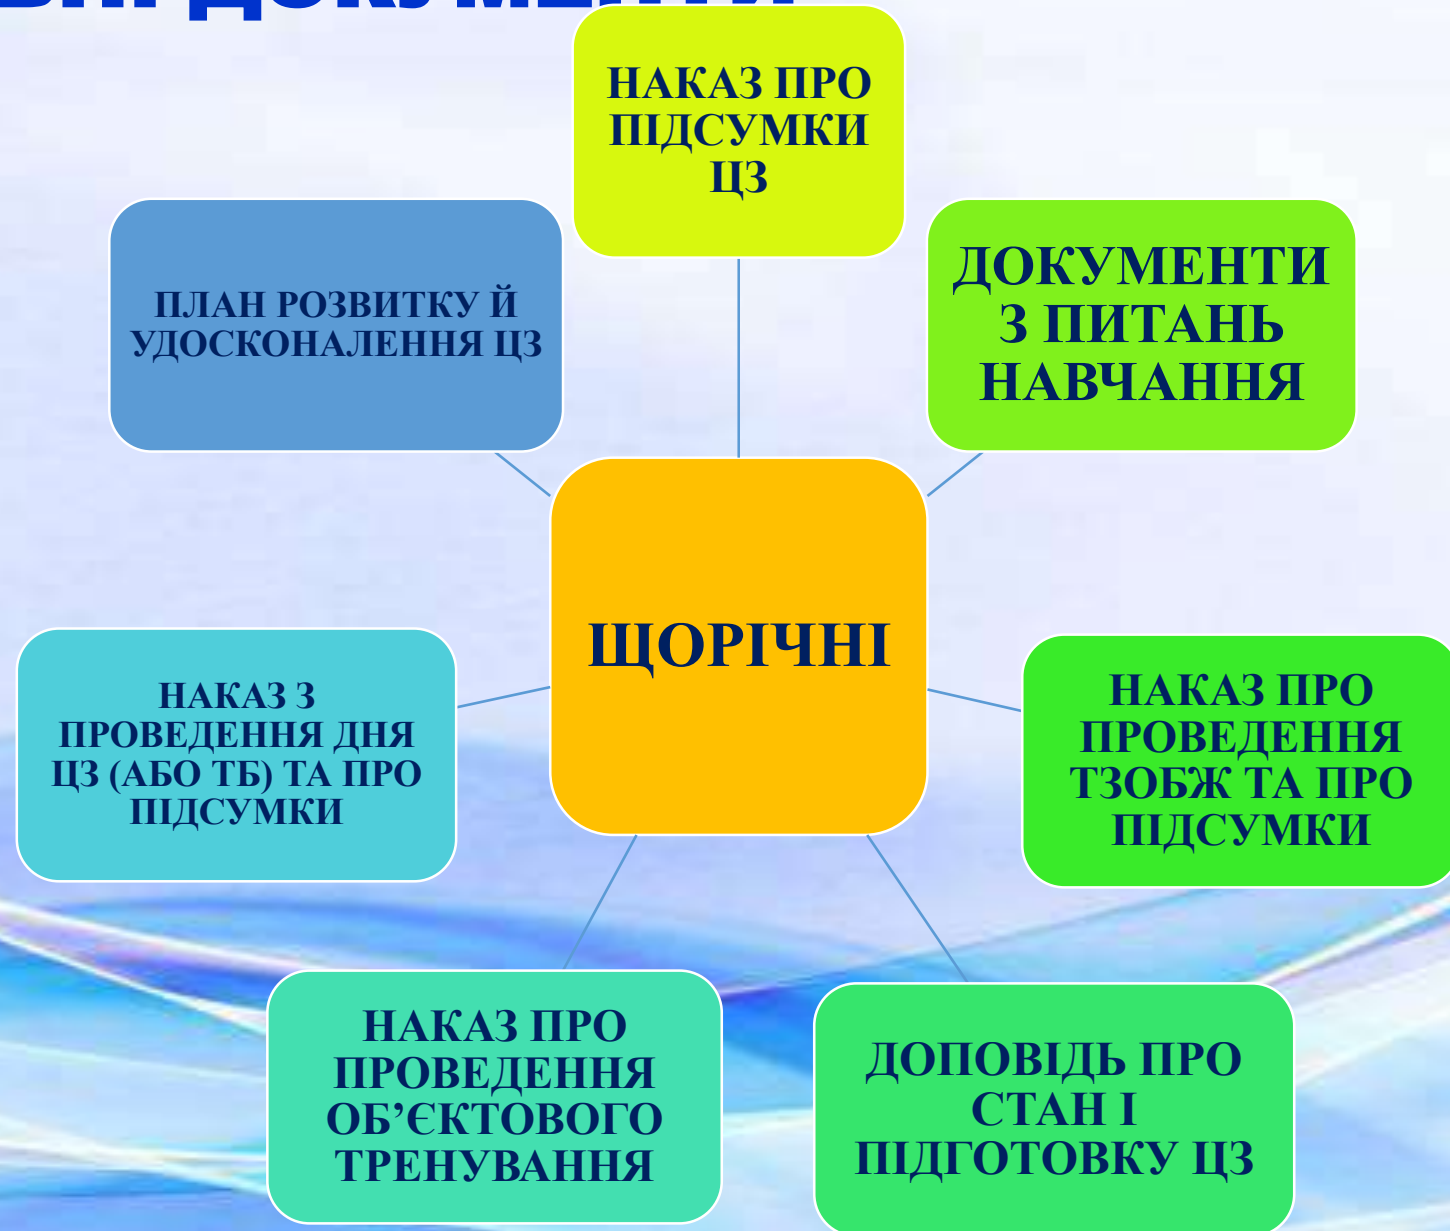 ДОКУМЕНТИ
НАКАЗ ПРО
ПІДСУМКИ
ЦЗ
ДОКУМЕНТИ
З ПИТАНЬ
НАВЧАННЯ
НАКАЗ ПРО
ПРОВЕДЕННЯ
ТЗОБЖ ТА ПРО
ПІДСУМКИ
ДОПОВІДЬ ПРО
СТАН І
ПІДГОТОВКУ ЦЗ
НАКАЗ ПРО
ПРОВЕДЕННЯ
ОБ’ЄКТОВОГО
ТРЕНУВАННЯ
НАКАЗ З
ПРОВЕДЕННЯ ДНЯ
ЦЗ (АБО ТБ) ТА ПРО
ПІДСУМКИ
ПЛАН РОЗВИТКУ Й
УДОСКОНАЛЕННЯ ЦЗ
ЩОРІЧНІ